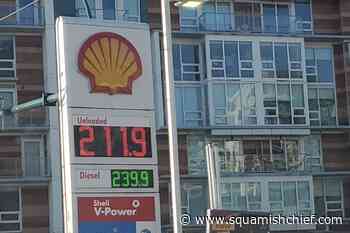 Unleaded
211.9
Diesel
239.9
Shell
V-Power
www.squamishchief.com